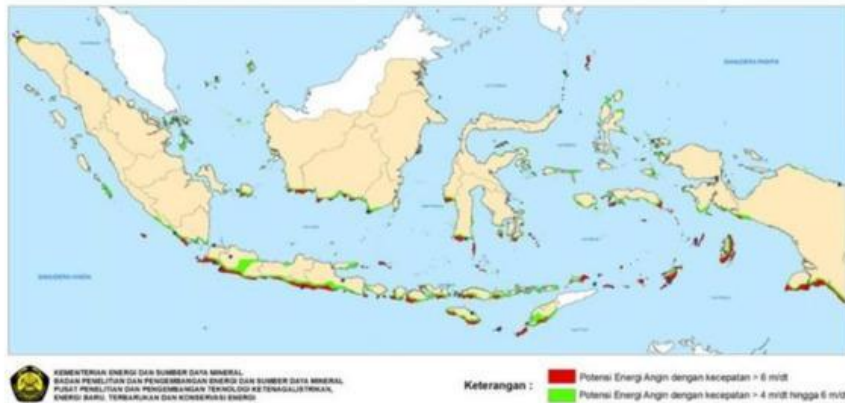 SAMUDERA PASIFIK
SAMUDERA HINDIA
KEMENTERIAN ENERGI DAN SUMBER DAYA MINERAL
BADAN PENELITIAN DAN PENGEMBANGAN ENERGI DAN SUMBER DAYA MINERAL
PUSAT PENELITIAN DAN PENGEMBANGAN TEKNOLOGI KETENAGALISTRIKAN,
ENERGI BARU, TERBARUKAN DAN KONSERVASI ENERGI
Keterangan :
Potensi Energi Angin dengan kecepatan > 6 m/dt
Potensi Energi Angin dengan kecepatan > 4 m/dt hingga 6 m/d